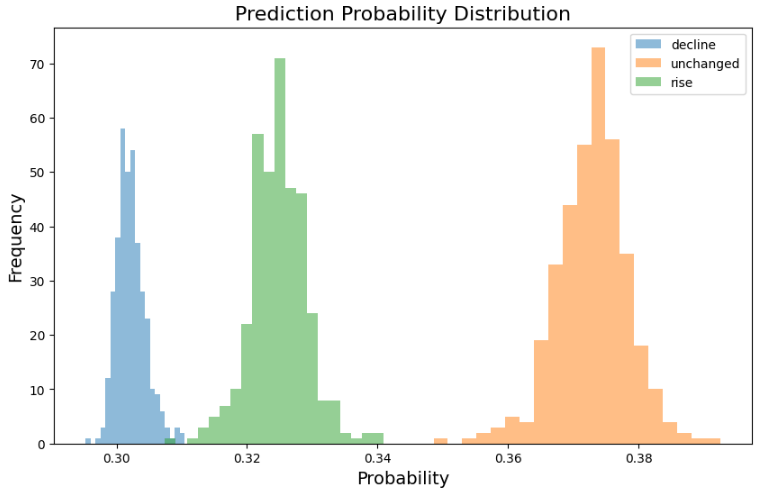 Prediction Probability Distribution
decline
unchanged
rise
Frequency
70
60
50
40
30
20
10
0
0.30 0.32 0.34 0.36 0.38
Probability